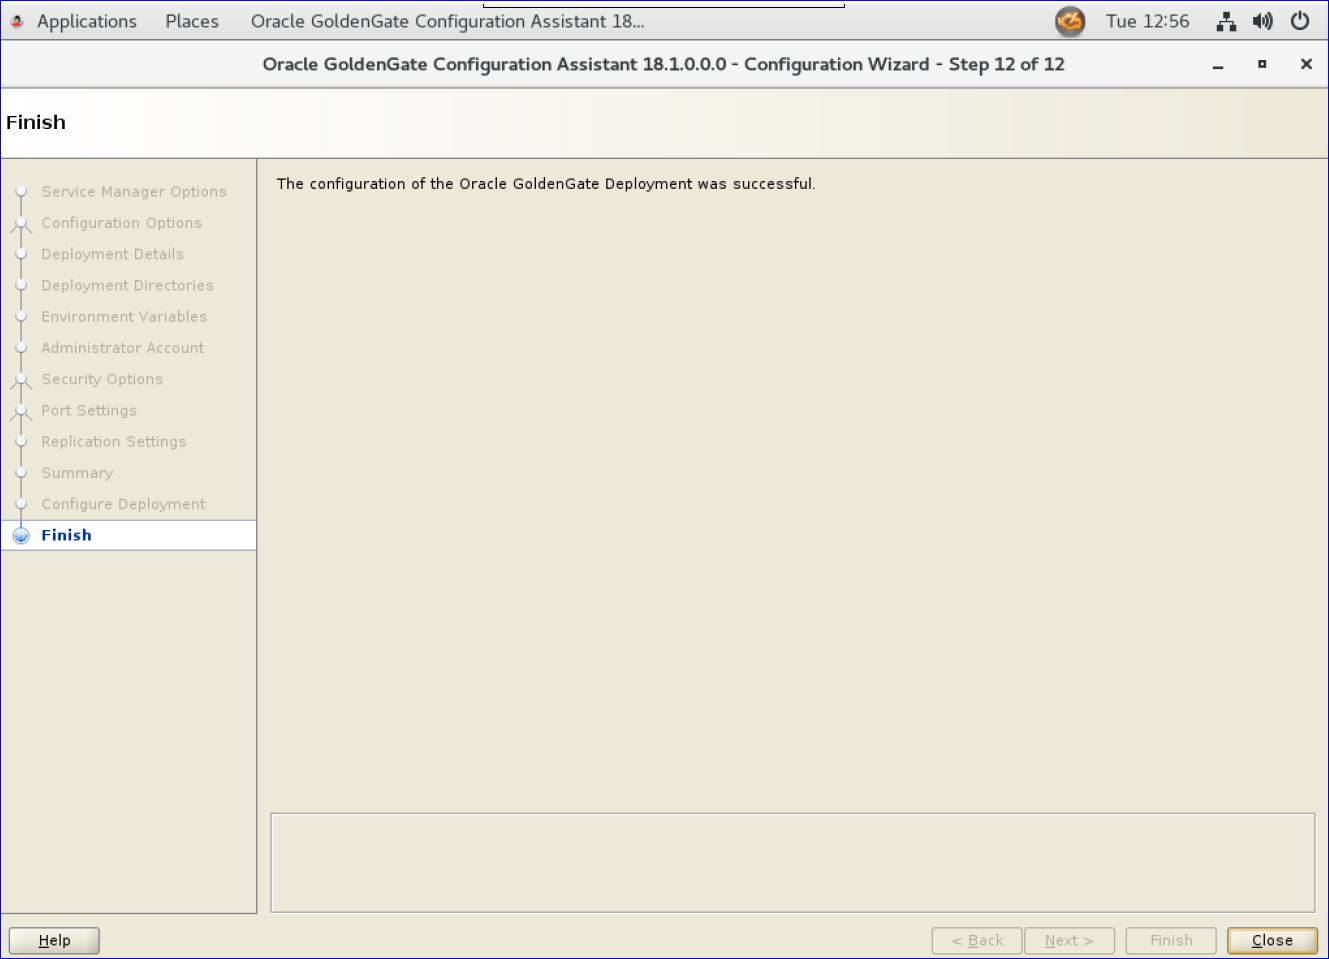 Applications Places Oracle GoldenGate Configuration Assistant 18... Tue 12:56
Oracle GoldenGate Configuration Assistant 18.1.0.0.0 - Configuration Wizard - Step 12 of 12
Finish
Service Manager Options
Configuration Options
Deployment Details
Deployment Directories
Environment Variables
Administrator Account
Security Options
Port Settings
Replication Settings
Summary
Configure Deployment
Finish
The configuration of the Oracle GoldenGate Deployment was successful.
Help < Back Next > Finish Close